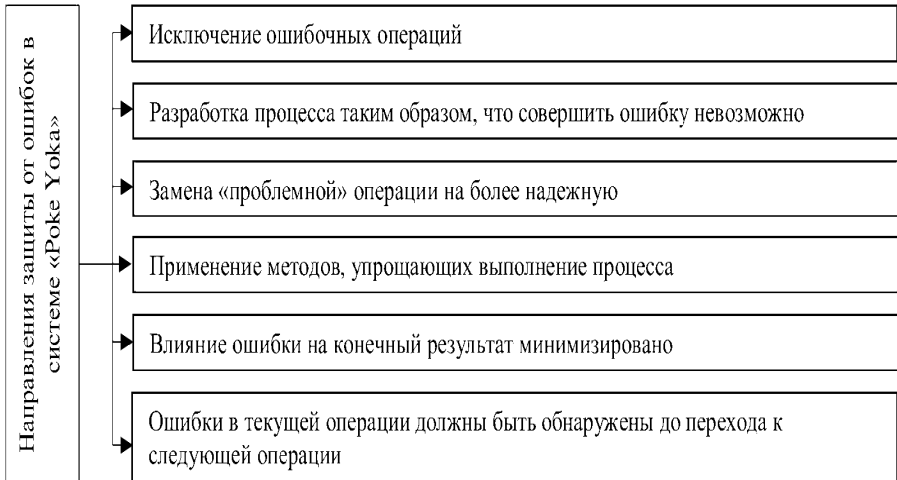 Направления защиты от ошибок в
системе «Poke Yoka»
Исключение ошибочных операций
Разработка процесса таким образом, что совершить ошибку невозможно
Замена «проблемной» операции на более надежную
Применение методов, упрощающих выполнение процесса
Влияние ошибки на конечный результат минимизировано
Ошибки в текущей операции должны быть обнаружены до перехода к
следующей операции